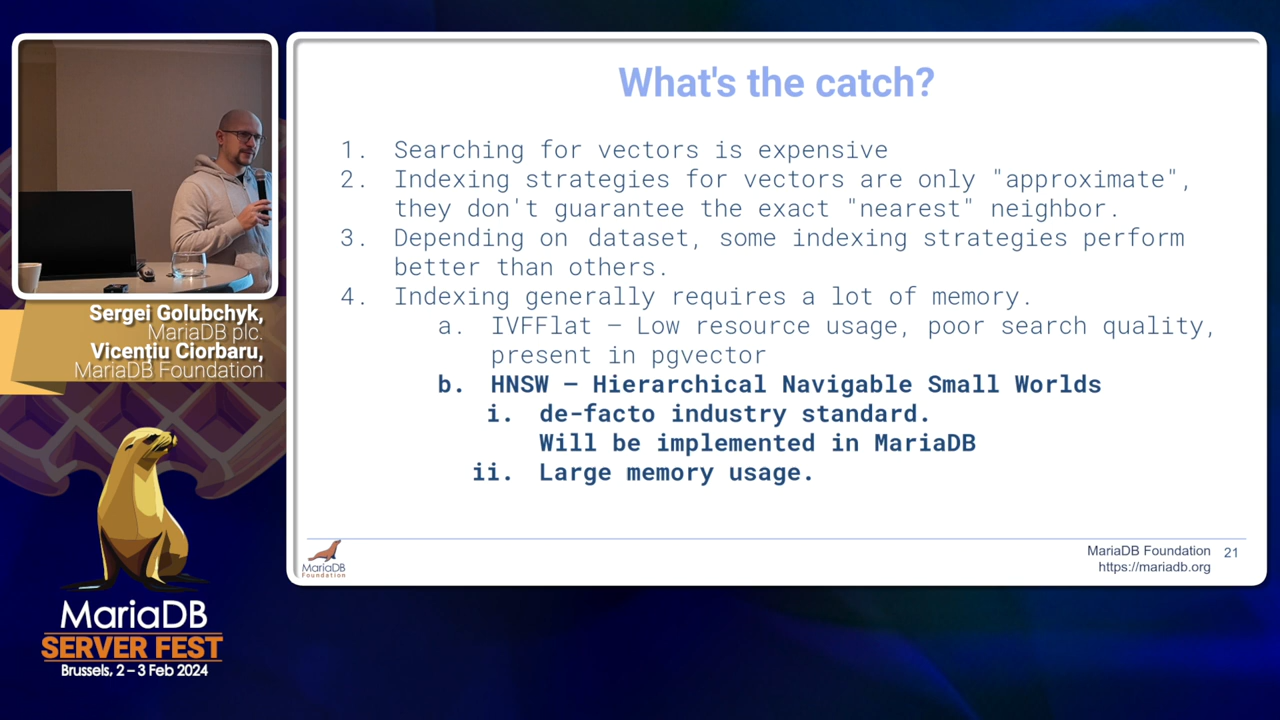 What's the catch?
1. Searching for vectors is expensive
2. Indexing strategies for vectors are only "approximate",
they don't guarantee the exact "nearest" neighbor.
3. Depending on dataset, some indexing strategies perform
better than others.
4. Indexing generally requires a lot of memory.
a. IVFFlat – Low resource usage, poor search quality,
present in pgvector
b. HNSW – Hierarchical Navigable Small Worlds
i. de-facto industry standard.
Will be implemented in MariaDB
ii. Large memory usage.
MariaDB
Foundation
MariaDB Foundation 21
https://mariadb.org
Sergei Golubchyk,
MariaDB plc.
Vicențiu Ciorbaru,
MariaDB Foundation
MariaDB
SERVER FEST
Brussels, 2 – 3 Feb 2024